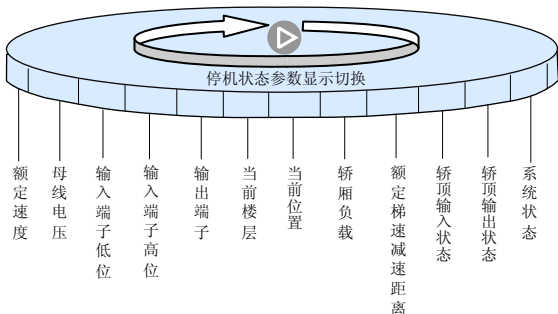 停机状态参数显示切换
额定速度
母线电压
输入端子低位
输入端子高位
输出端子
当前楼层
当前位置
轿厢负载
额定梯速减速距离
轿顶输入状态
轿顶输出状态
系统状态